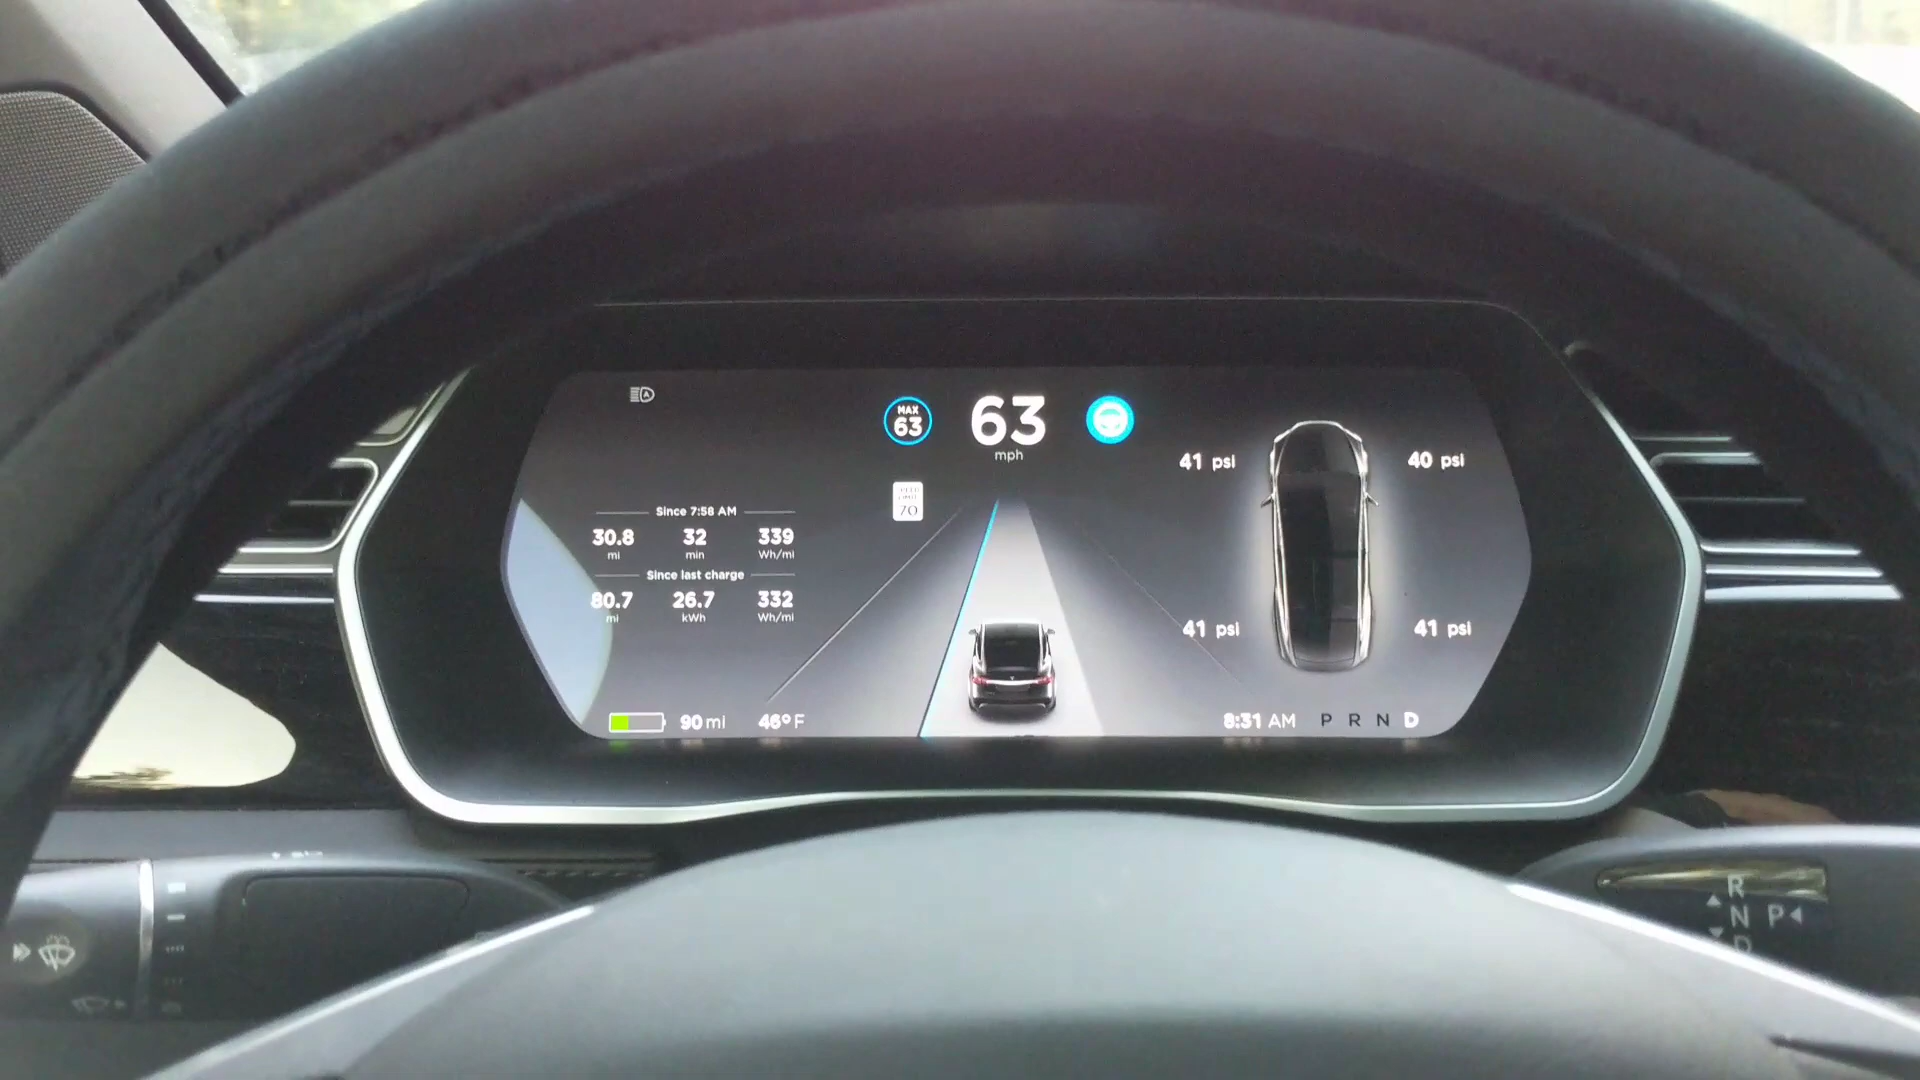 MAX
63
63
mph
SPEED
LIMIT
70
Since 7:58 AM
30.8 32 339
mi min Wh/mi
Since last charge
80.7 26.7 332
mi kWh Wh/mi
41 psi 40 psi
41 psi 41 psi
90 mi 46° F
8:31 AM P R N D
R
N P
D